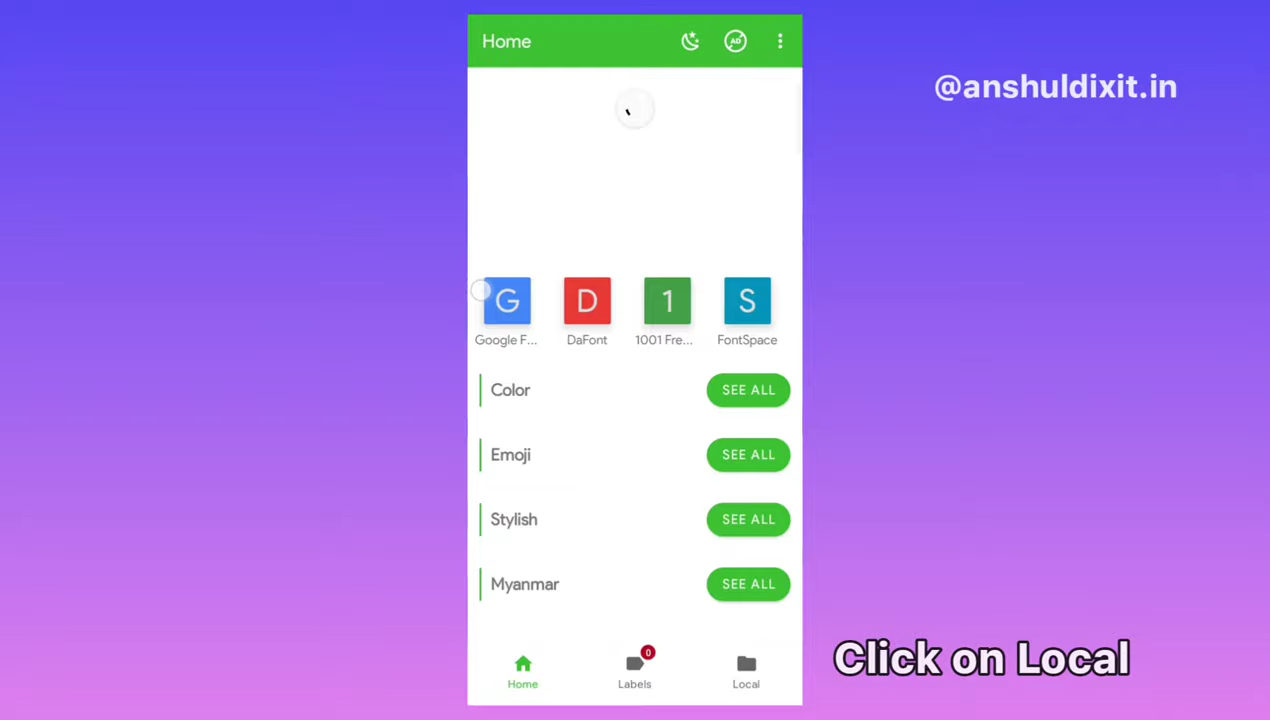 Home
AD
@anshuldixit.in
G
D
1
S
Google F...
DaFont
1001 Fre...
FontSpace
Color
SEE ALL
Emoji
SEE ALL
Stylish
SEE ALL
Myanmar
SEE ALL
0
Home
Labels
Local
Click on Local